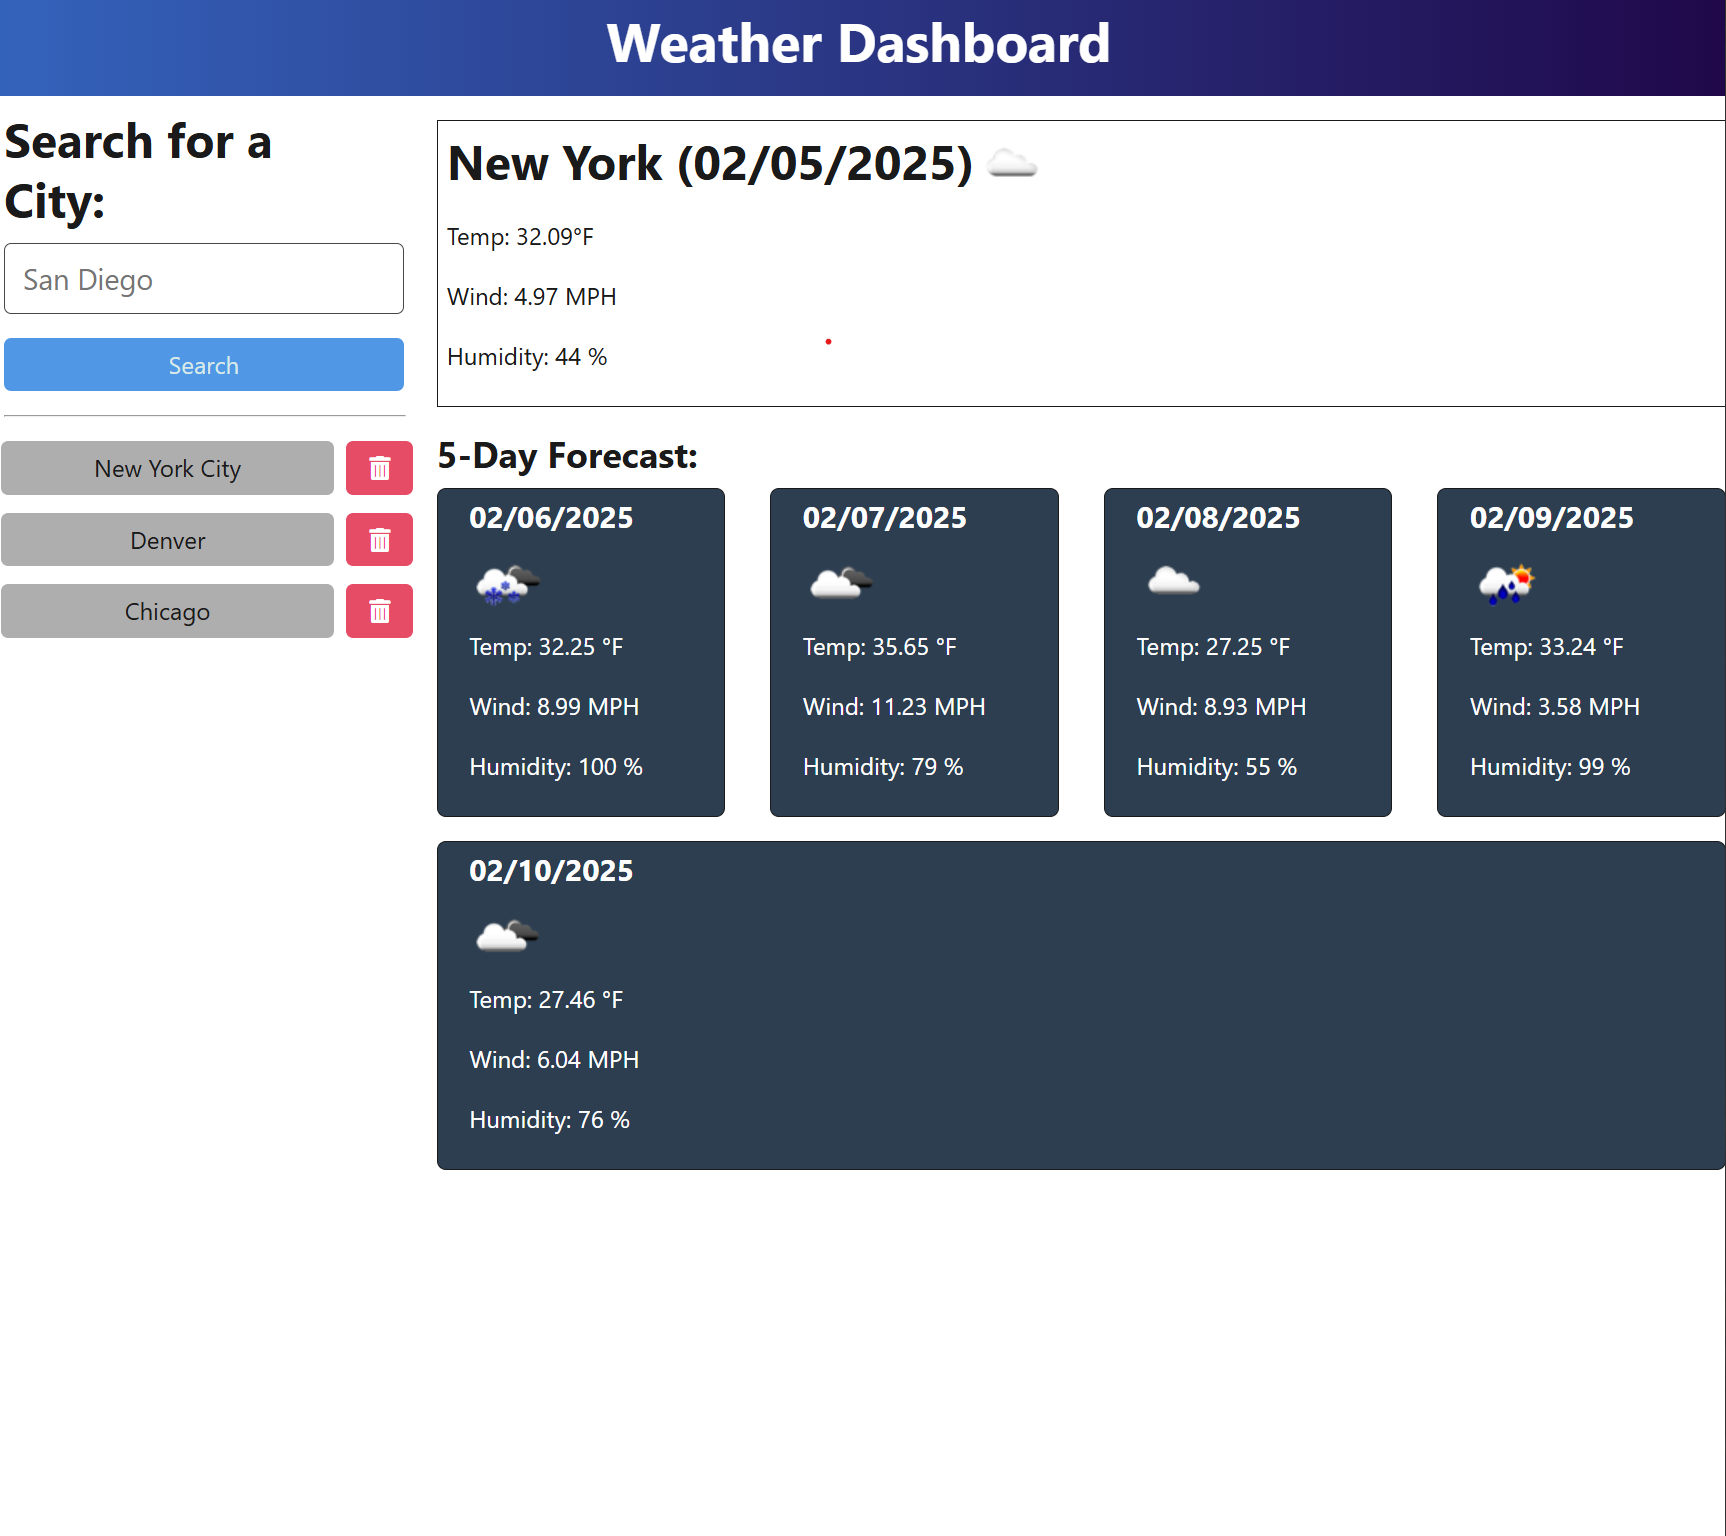 Weather Dashboard
Search for a
City:
San Diego
Search
New York City
Denver
Chicago
New York (02/05/2025)
Temp: 32.09°F
Wind: 4.97 MPH
Humidity: 44 %
5-Day Forecast:
02/06/2025
Temp: 32.25 °F
Wind: 8.99 MPH
Humidity: 100 %
02/07/2025
Temp: 35.65 °F
Wind: 11.23 MPH
Humidity: 79 %
02/08/2025
Temp: 27.25 °F
Wind: 8.93 MPH
Humidity: 55 %
02/09/2025
Temp: 33.24 °F
Wind: 3.58 MPH
Humidity: 99 %
02/10/2025
Temp: 27.46 °F
Wind: 6.04 MPH
Humidity: 76 %